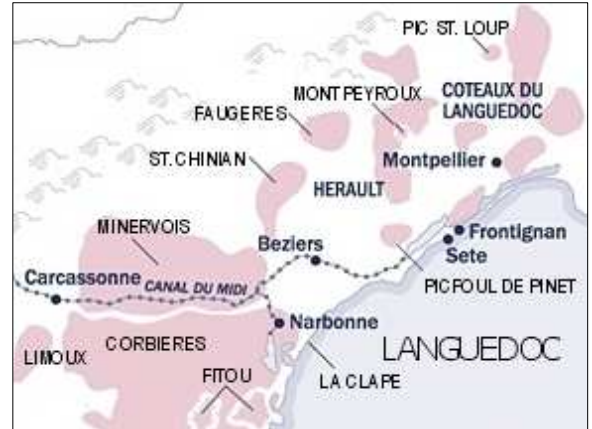 PIC ST. LOUP
MONTPEYROUX
COTEAUX DU
LANGUEDOC
FAUGERES
ST. CHINIAN
Montpellier
HERAULT
MINERVOIS
Beziers
Frontignan
Sete
Carcassonne
CANAL DU MIDI
PICFOUL DE PINET
Narbonne
CORBIERES
LIMOUX
LANGUEDOC
FITOU
LA CLAPE